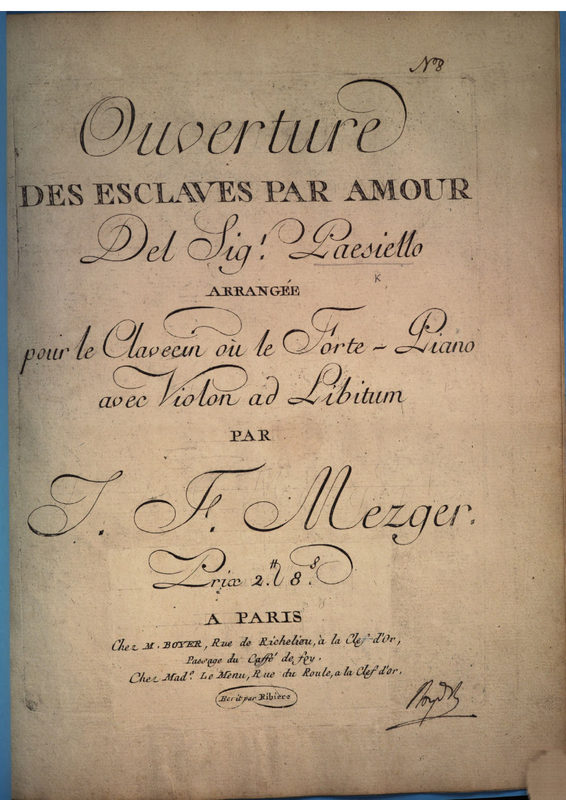 N.º 8
Ouverture
DES ESCLAVES PAR AMOUR
Del Sig.r Paesiello
K
ARRANGÉE
pour le Clavecin où le Forte - Piano
avec Violon ad Libitum
PAR
J. F. Mezger.
Prix 2.# 8.s
A PARIS
Chez M. BOYER, Rue de Richelieu, à la Clef d'Or,
Passage du Caffé de foy.
Chez Mad.e Le Menu, Rue du Roule, a la Clef d'or.
Ecrit par Ribière